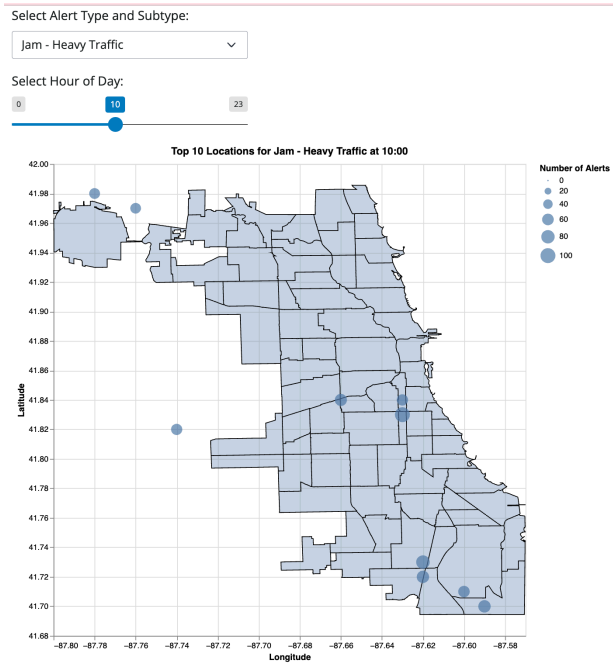 Select Alert Type and Subtype:
Jam - Heavy Traffic
Select Hour of Day:
0 10 23
Top 10 Locations for Jam - Heavy Traffic at 10:00
Number of Alerts
0
20
40
60
80
100
Latitude
42.00
41.98
41.96
41.94
41.92
41.90
41.88
41.86
41.84
41.82
41.80
41.78
41.76
41.74
41.72
41.70
41.68
−87.80 −87.78 −87.76 −87.74 −87.72 −87.70 −87.68 −87.66 −87.64 −87.62 −87.60 −87.58
Longitude